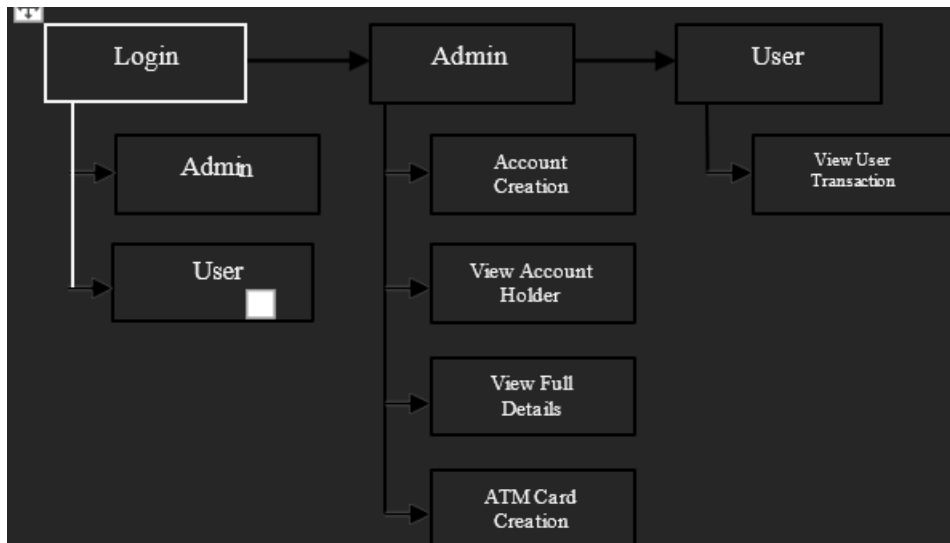 Login
Admin
User
Admin
User
Account
Creation
View Account
Holder
View Full
Details
ATM Card
Creation
View User
Transaction